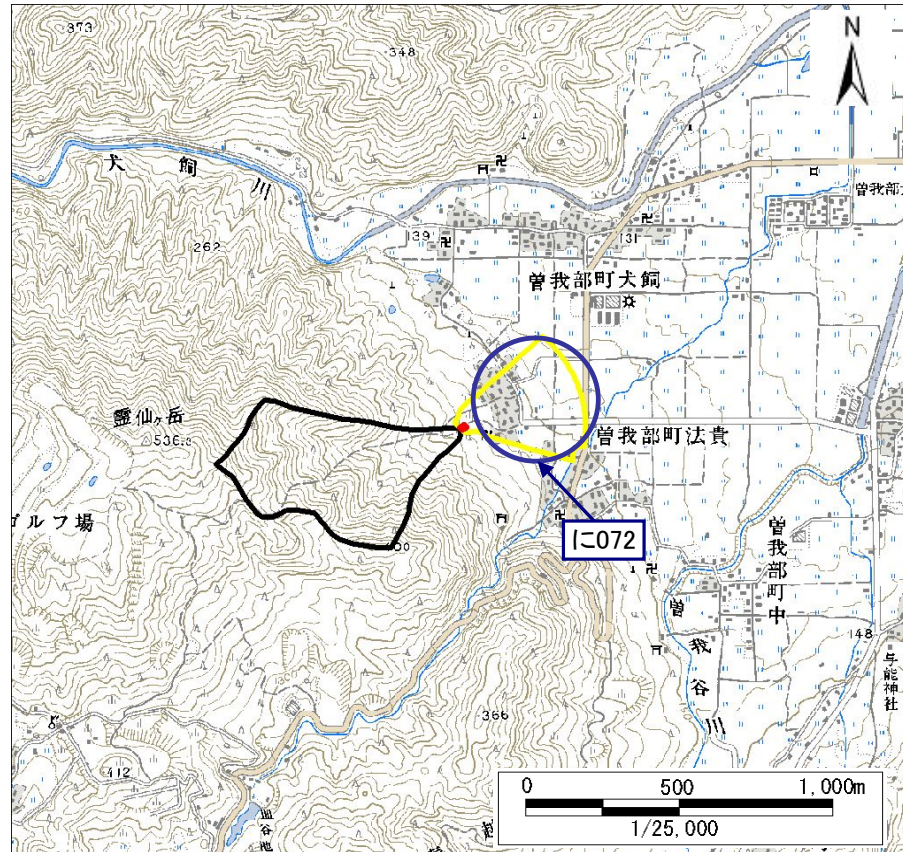 373
348
N
犬飼川
262
139
131
曽我部町犬飼
霊仙ヶ岳
536.3
曽我部町法貴
ゴルフ場
に072
曽我部町中
曽我谷川
148
与能神社
366
412
0 500 1,000m
1/25,000